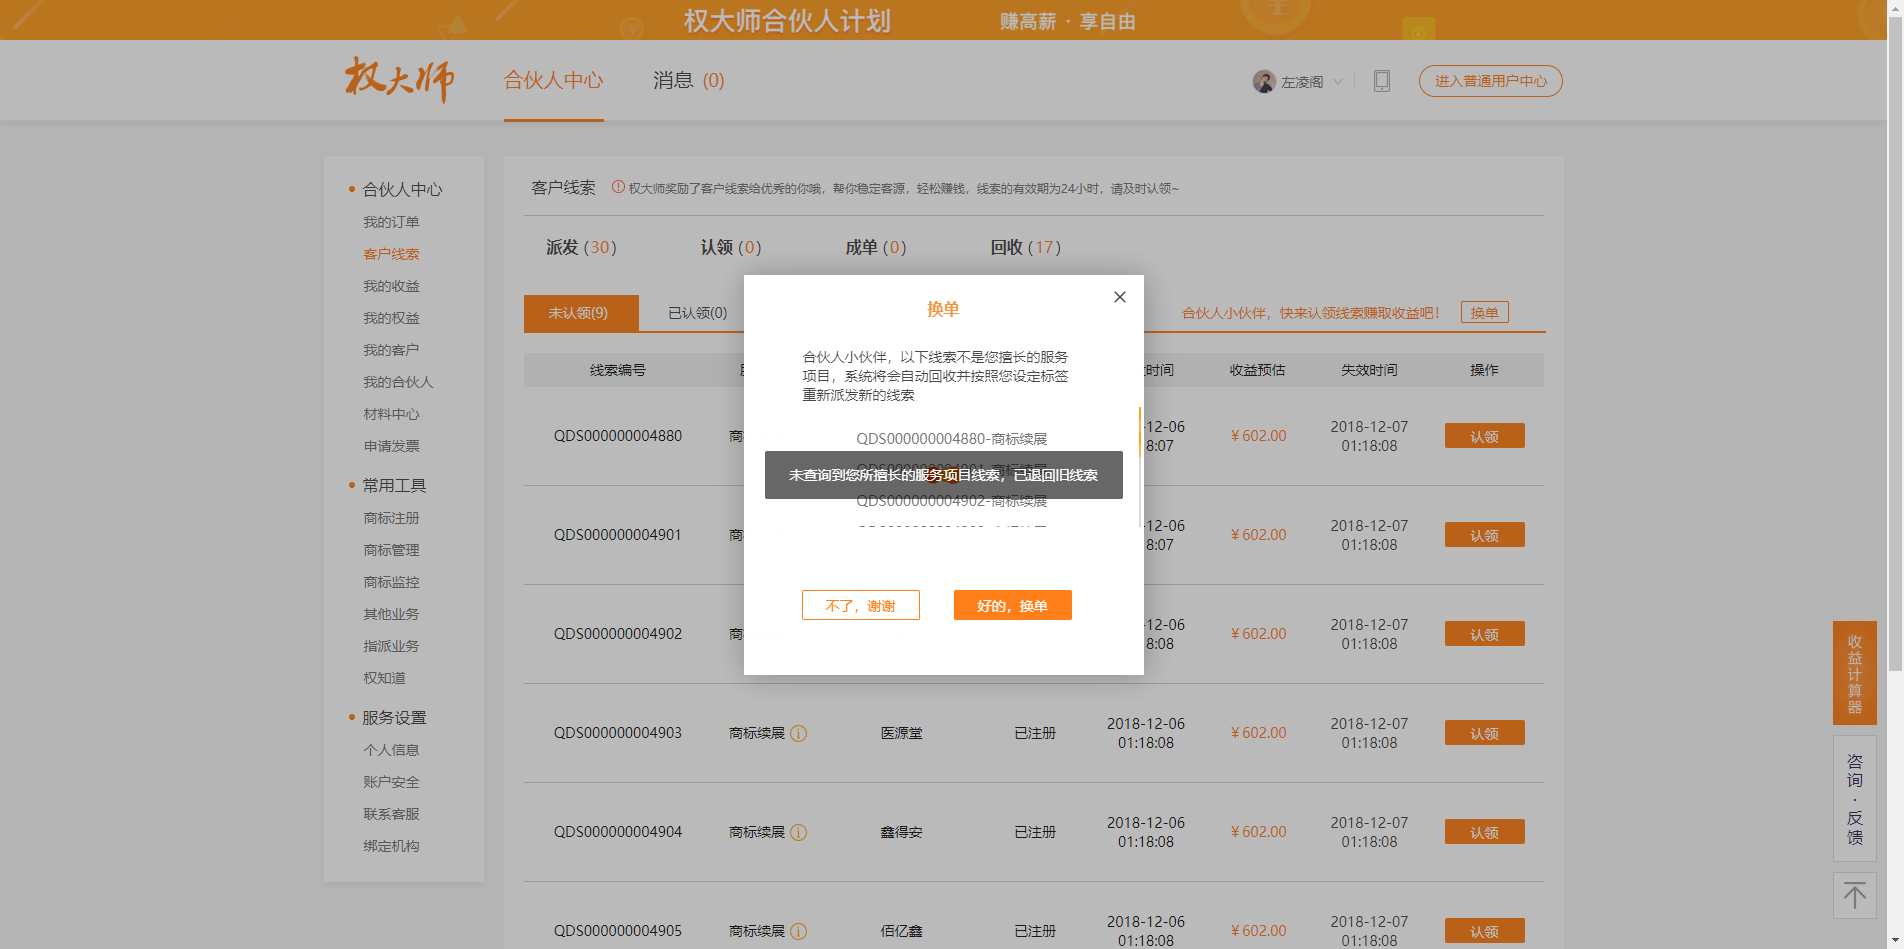 权大师合伙人计划
赚高薪 · 享自由
权大师
合伙人中心
消息 (0)
左凌阁
进入普通用户中心
合伙人中心
我的订单
客户线索
我的收益
我的权益
我的客户
我的合伙人
材料中心
申请发票
常用工具
商标注册
商标管理
商标监控
其他业务
指派业务
权知道
服务设置
个人信息
账户安全
联系客服
绑定机构
客户线索
权大师奖励了客户线索给优秀的你哦，帮你稳定客源，轻松赚钱，线索的有效期为24小时，请及时认领~
派发 (30)
认领 (0)
成单 (0)
回收 (17)
未认领(9)
已认领(0)
合伙人小伙伴，快来认领线索赚取收益吧！
换单
线索编号
时间
收益预估
失效时间
操作
QDS000000004880
商
12-06
8:07
￥602.00
2018-12-07
01:18:08
认领
QDS000000004901
商
12-06
8:07
￥602.00
2018-12-07
01:18:08
认领
QDS000000004902
商
12-06
8:08
￥602.00
2018-12-07
01:18:08
认领
QDS000000004903
商标续展
医源堂
已注册
2018-12-06
01:18:08
￥602.00
2018-12-07
01:18:08
认领
QDS000000004904
商标续展
鑫得安
已注册
2018-12-06
01:18:08
￥602.00
2018-12-07
01:18:08
认领
QDS000000004905
商标续展
佰亿鑫
已注册
2018-12-06
01:18:08
￥602.00
2018-12-07
01:18:08
认领
换单
合伙人小伙伴，以下线索不是您擅长的服务
项目，系统将会自动回收并按照您设定标签
重新派发新的线索
QDS000000004880-商标续展
未查询到您所擅长的服务项目线索，已退回旧线索
QDS000000004902-商标续展
不了，谢谢
好的，换单
收益计算器
咨询·反馈